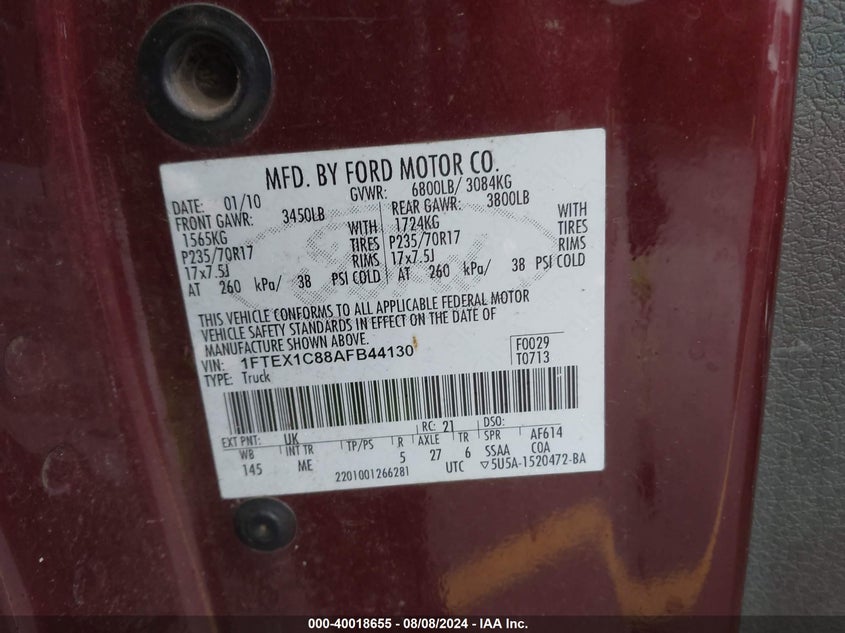 MFD. BY FORD MOTOR CO.
DATE: 01/10 GVWR: 6800LB/ 3084KG
FRONT GAWR: 3450LB REAR GAWR: 3800LB
1565KG WITH 1724KG WITH
P235/70R17 TIRES P235/70R17 TIRES
17x7.5J RIMS 17x7.5J RIMS
AT 260 kPa/ 38 PSI COLD AT 260 kPa/ 38 PSI COLD
THIS VEHICLE CONFORMS TO ALL APPLICABLE FEDERAL MOTOR
VEHICLE SAFETY STANDARDS IN EFFECT ON THE DATE OF
MANUFACTURE SHOWN ABOVE.
VIN: 1FTEX1C88AFB44130 F0029
TYPE: Truck T0713
EXT PNT: UK RC: 21 DSO:
WB INT TR TP/PS R AXLE TR SPR AF614
145 ME 5 27 6 SSAA COA
2201001266281 UTC ▽5U5A-1520472-BA
000-40018655 - 08/08/2024 - IAA Inc.